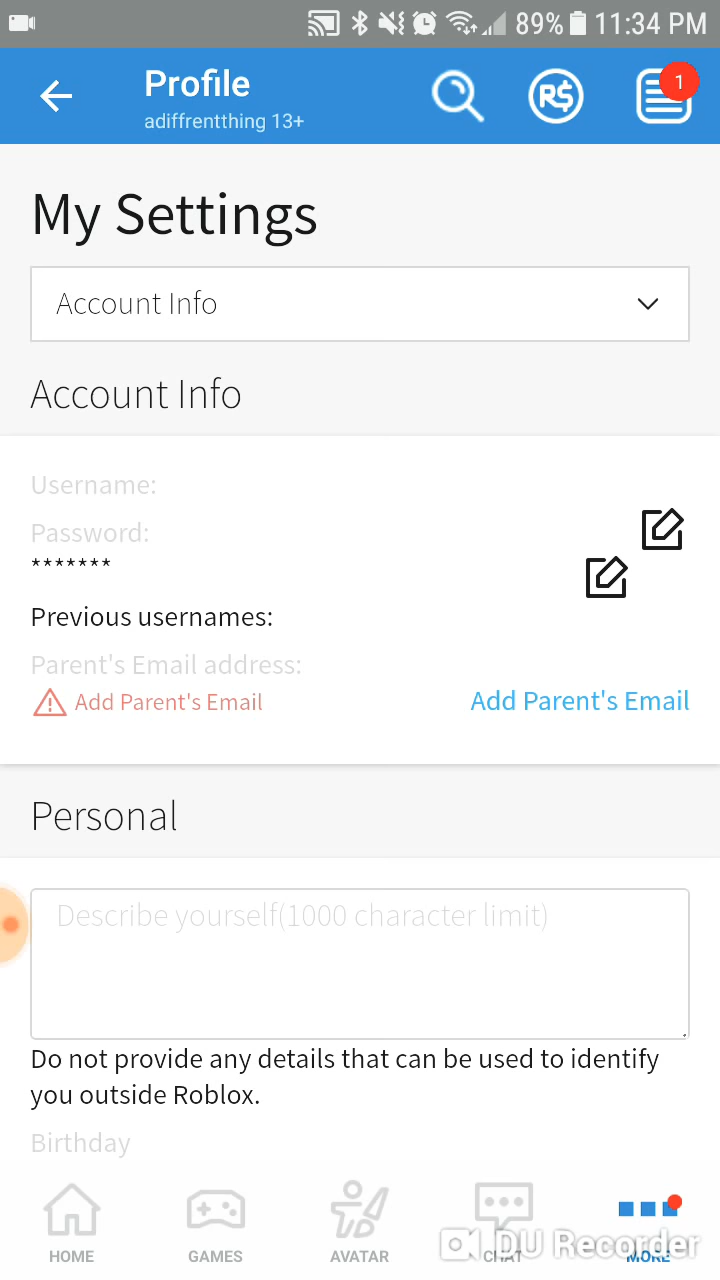 89% 11:34 PM
Profile
adiffrentthing 13+
R$
1
My Settings
Account Info
Account Info
Username:
Password:
*******
Previous usernames:
Parent's Email address:
Add Parent's Email
Add Parent's Email
Personal
Describe yourself(1000 character limit)
Do not provide any details that can be used to identify
you outside Roblox.
Birthday
HOME
GAMES
AVATAR
CHAT
MORE
DU Recorder